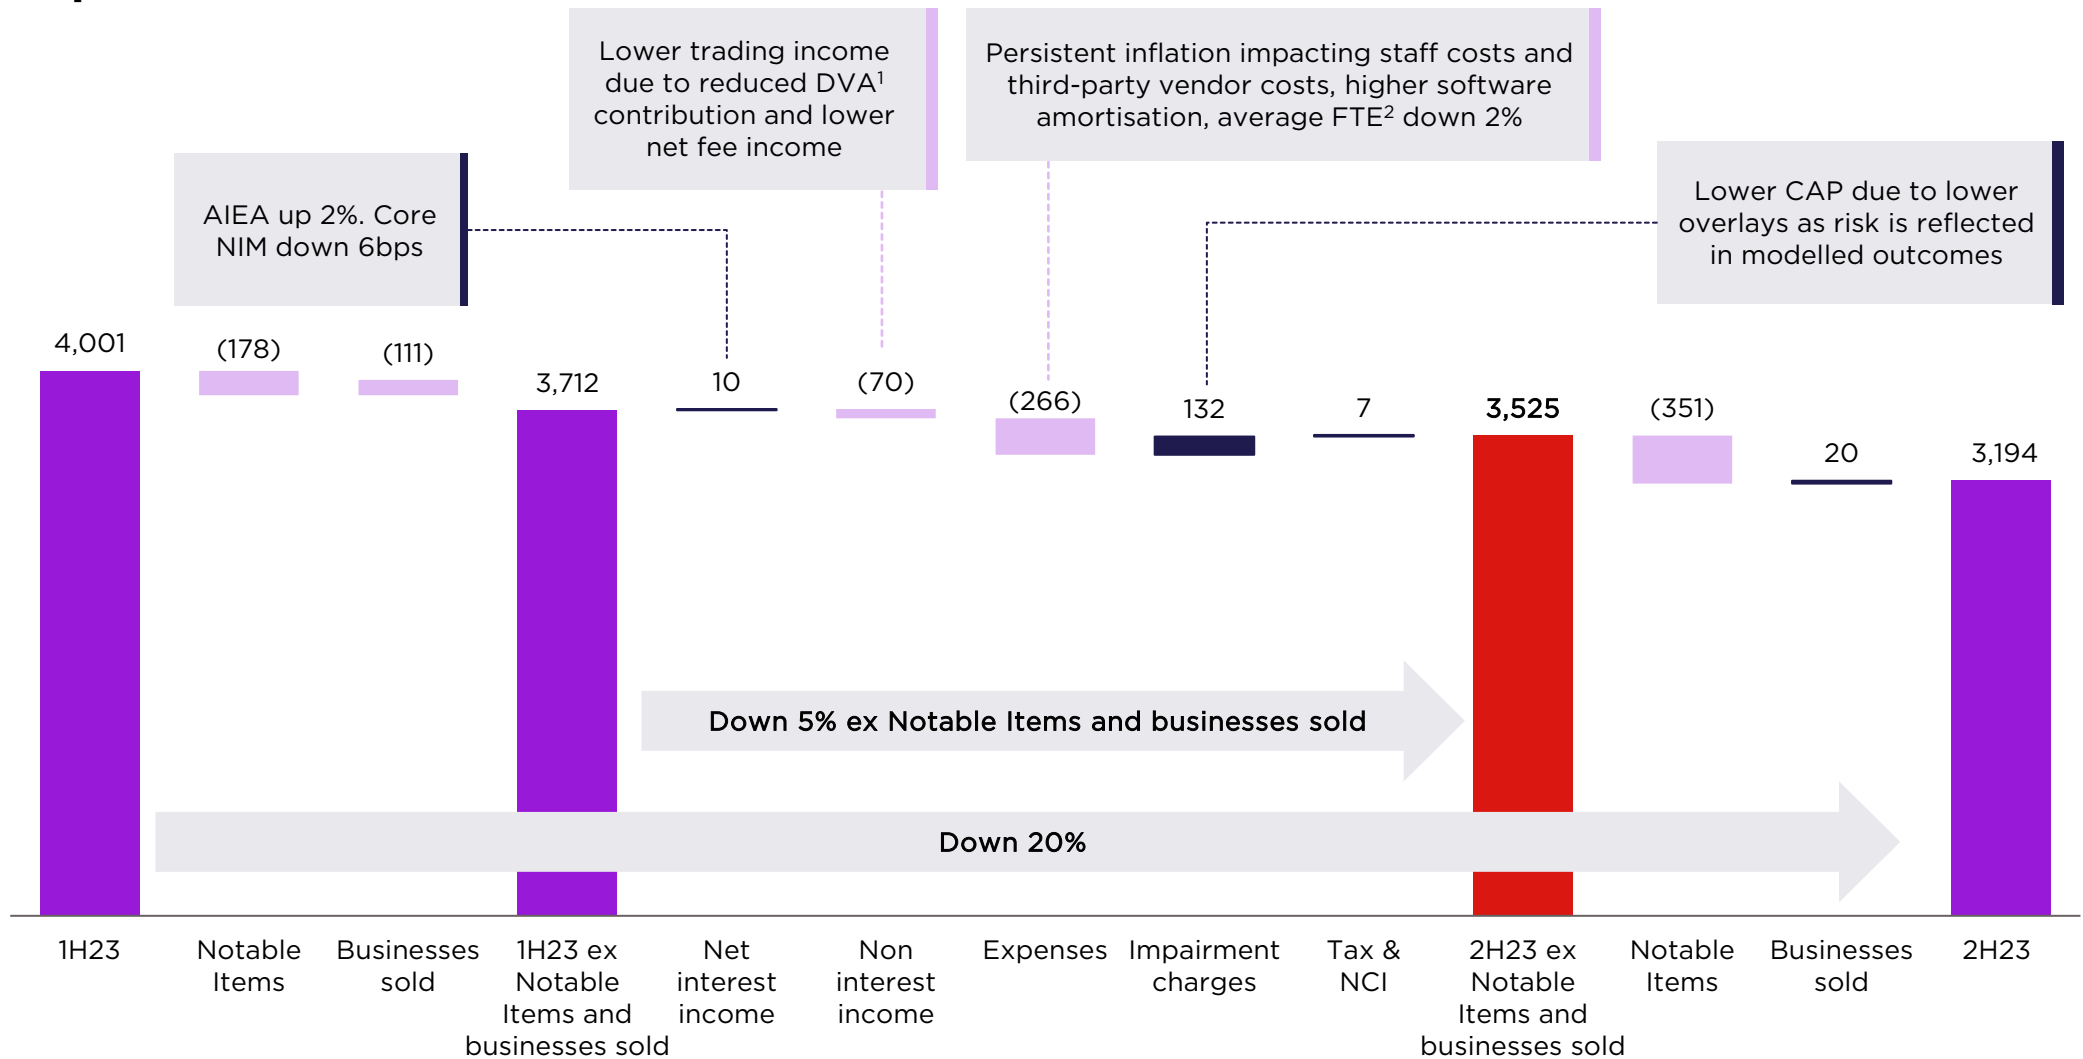 Lower trading income
due to reduced DVA¹
contribution and lower
net fee income
Persistent inflation impacting staff costs and
third-party vendor costs, higher software
amortisation, average FTE² down 2%
AIEA up 2%. Core
NIM down 6bps
Lower CAP due to lower
overlays as risk is reflected
in modelled outcomes
4,001
(178)
(111)
3,712
10
(70)
(266)
132
7
3,525
(351)
20
3,194
Down 5% ex Notable Items and businesses sold
Down 20%
1H23
Notable
Items
Businesses
sold
1H23 ex
Notable
Items and
businesses sold
Net
interest
income
Non
interest
income
Expenses
Impairment
charges
Tax &
NCI
2H23 ex
Notable
Items and
businesses sold
Notable
Items
Businesses
sold
2H23